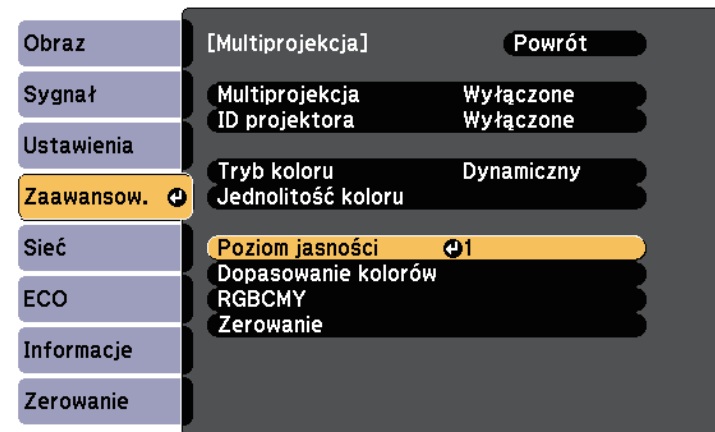 Obraz
Sygnał
Ustawienia
Zaawansow.
Sieć
ECO
Informacje
Zerowanie
[Multiprojekcja] Powrót
Multiprojekcja Wyłączone
ID projektora Wyłączone
Tryb koloru Dynamiczny
Jednolitość koloru
Poziom jasności 1
Dopasowanie kolorów
RGBCMY
Zerowanie